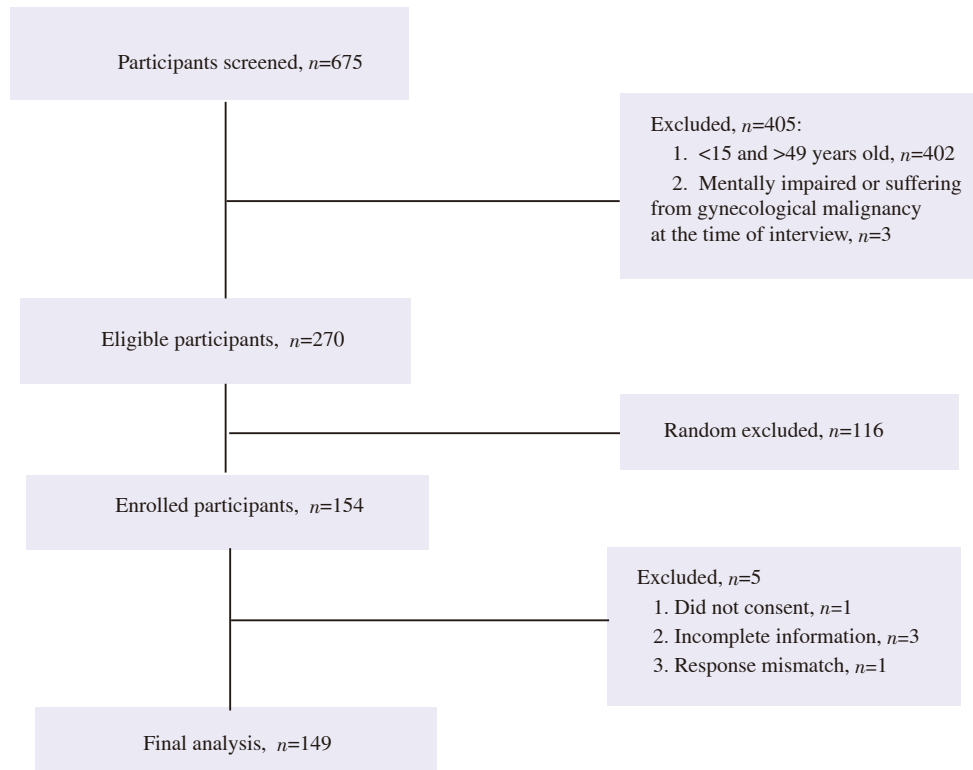 Participants screened, n=675
Excluded, n=405:
1. <15 and >49 years old, n=402
2. Mentally impaired or suffering
from gynecological malignancy
at the time of interview, n=3
Eligible participants, n=270
Random excluded, n=116
Enrolled participants, n=154
Excluded, n=5
1. Did not consent, n=1
2. Incomplete information, n=3
3. Response mismatch, n=1
Final analysis, n=149